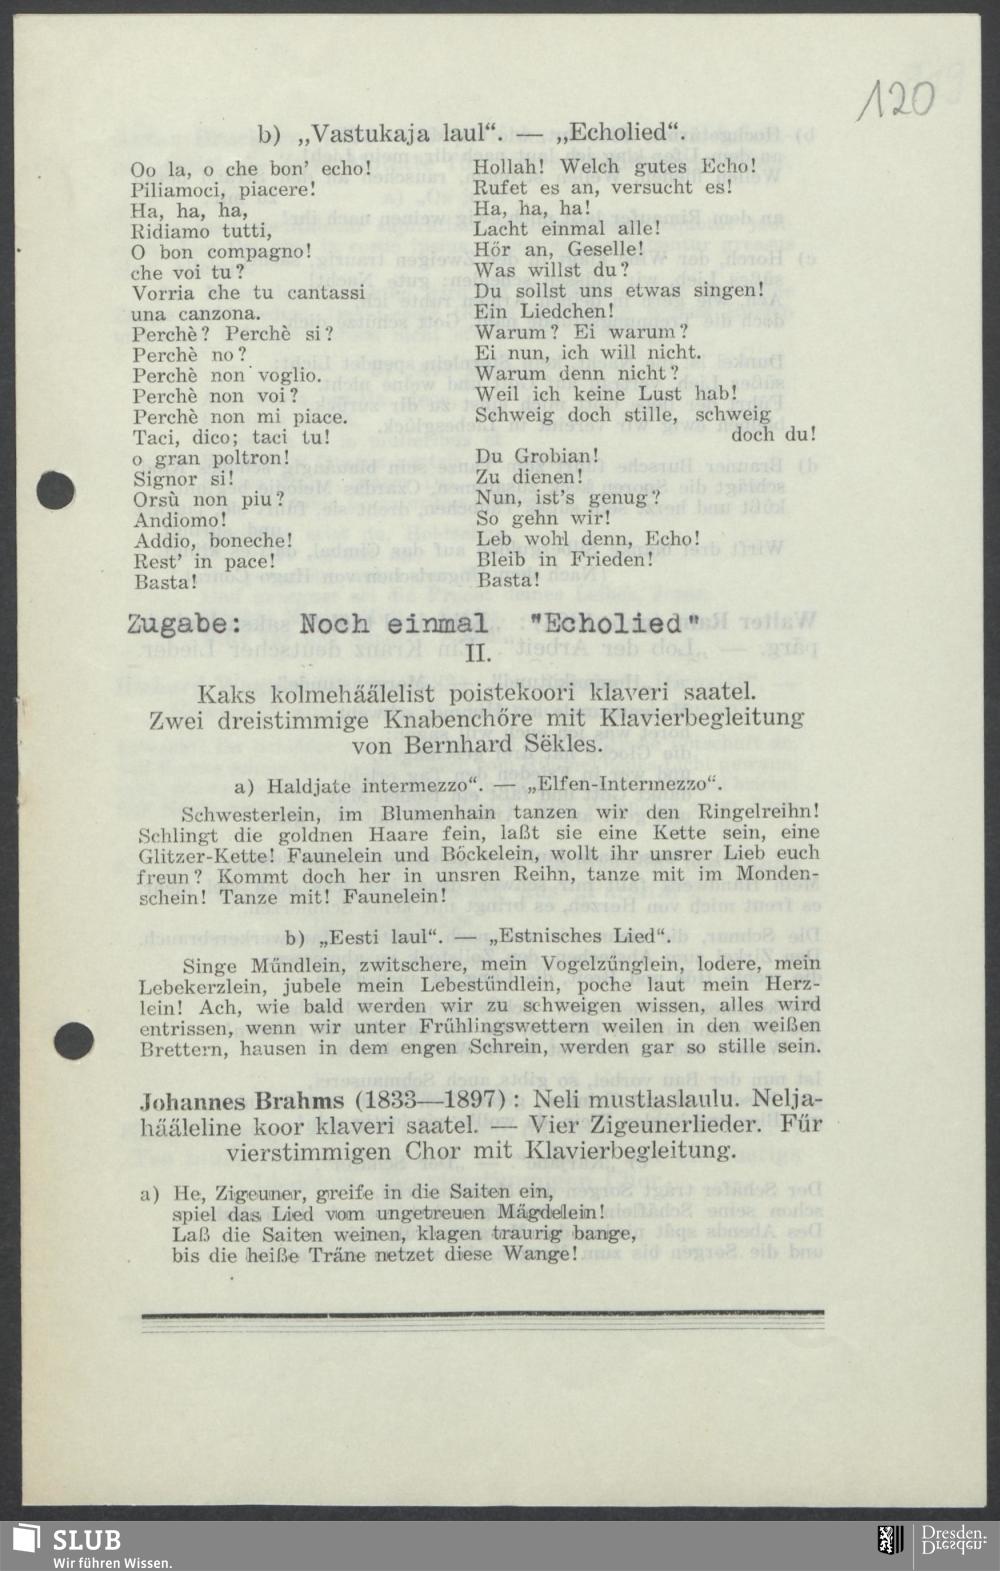 120
b) „Vastukaja laul“. — „Echolied“.
Oo la, o che bon' echo!
Piliamoci, piacere!
Ha, ha, ha,
Ridiamo tutti,
O bon compagno!
che voi tu?
Vorria che tu cantassi
una canzona.
Perchè? Perchè si?
Perchè no?
Perchè non voglio.
Perchè non voi?
Perchè non mi piace.
Taci, dico; taci tu!
o gran poltron!
Signor si!
Orsù non piu?
Andiomo!
Addio, boneche!
Rest' in pace!
Basta!
Hollah! Welch gutes Echo!
Rufet es an, versucht es!
Ha, ha, ha!
Lacht einmal alle!
Hőr an, Geselle!
Was willst du?
Du sollst uns etwas singen!
Ein Liedchen!
Warum? Ei warum?
Ei nun, ich will nicht.
Warum denn nicht?
Weil ich keine Lust hab!
Schweig doch stille, schweig
doch du!
Du Grobian!
Zu dienen!
Nun, ist's genug?
So gehn wir!
Leb wohl denn, Echo!
Bleib in Frieden!
Basta!
Zugabe: Noch einmal "Echolied"
II.
Kaks kolmehäälelist poistekoori klaveri saatel.
Zwei dreistimmige Knabenchőre mit Klavierbegleitung
von Bernhard Sëkles.
a) Haldjate intermezzo“. — „Elfen-Intermezzo“.
Schwesterlein, im Blumenhain tanzen wir den Ringelreihn!
Schlingt die goldnen Haare fein, laßt sie eine Kette sein, eine
Glitzer-Kette! Faunelein und Böckelein, wollt ihr unsrer Lieb euch
freun? Kommt doch her in unsren Reihn, tanze mit im Monden-
schein! Tanze mit! Faunelein!
b) „Eesti laul“. — „Estnisches Lied“.
Singe Mündlein, zwitschere, mein Vogelzünglein, lodere, mein
Lebekerzlein, jubele mein Lebestündlein, poche laut mein Herz-
lein! Ach, wie bald werden wir zu schweigen wissen, alles wird
entrissen, wenn wir unter Frühlingswettern weilen in den weißen
Brettern, hausen in dem engen Schrein, werden gar so stille sein.
Johannes Brahms (1833—1897): Neli mustlaslaulu. Nelja-
hääleline koor klaveri saatel. — Vier Zigeunerlieder. Für
vierstimmigen Chor mit Klavierbegleitung.
a) He, Zigeuner, greife in die Saiten ein,
spiel das Lied vom ungetreuen Mägdelein!
Laß die Saiten weinen, klagen traurig bange,
bis die heiße Träne netzet diese Wange!
SLUB
Wir führen Wissen.
Dresden.
Dresden.